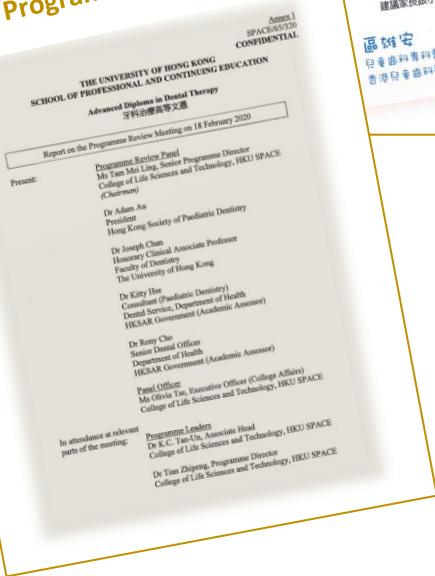 Program
Annex I
SPACE/65/320
CONFIDENTIAL
THE UNIVERSITY OF HONG KONG
SCHOOL OF PROFESSIONAL AND CONTINUING EDUCATION
Advanced Diploma in Dental Therapy
牙科治療高等文憑
Report on the Programme Review Meeting on 18 February 2020
Present:
Programme Review Panel
Ms Tam Mei Ling, Senior Programme Director
College of Life Sciences and Technology, HKU SPACE
(Chairman)
Dr Adam Au
President
Hong Kong Society of Paediatric Dentistry
Dr Joseph Chan
Honorary Clinical Associate Professor
Faculty of Dentistry
The University of Hong Kong
Dr Kitty Hse
Consultant (Paediatric Dentistry)
Dental Service, Department of Health
HKSAR Government (Academic Assessor)
Dr Rony Cho
Senior Dental Officer
Department of Health
HKSAR Government (Academic Assessor)
Panel Officer
Ms Olivia Tse, Executive Officer (College Affairs)
College of Life Sciences and Technology, HKU SPACE
In attendance at relevant
parts of the meeting:
Programme Leaders
Dr K.C. Tan-Un, Associate Head
College of Life Sciences and Technology, HKU SPACE
Dr Tian Zhipeng, Programme Director
College of Life Sciences and Technology, HKU SPACE
建議家長
區雄安
兒童齒科專科
香港兒童齒科